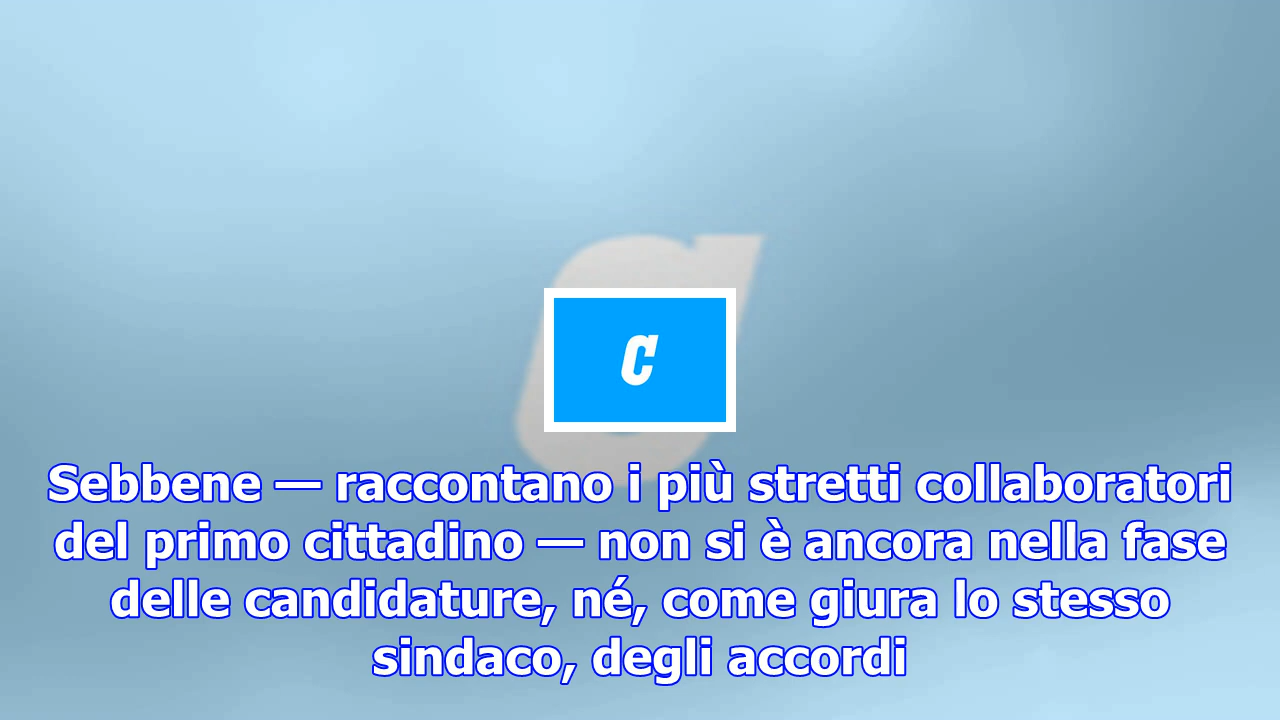 C
Sebbene — raccontano i più stretti collaboratori
del primo cittadino — non si è ancora nella fase
delle candidature, né, come giura lo stesso
sindaco, degli accordi